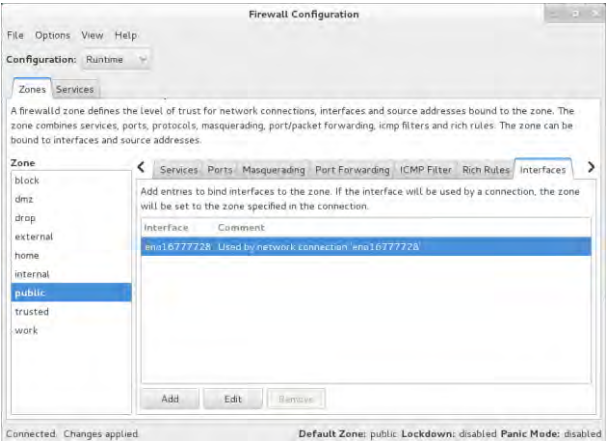 Firewall Configuration
File Options View Help
Configuration: Runtime
Zones Services
A firewalld zone defines the level of trust for network connections, interfaces and source addresses bound to the zone. The
zone combines services, ports, protocols, masquerading, port/packet forwarding, icmp filters and rich rules. The zone can be
bound to interfaces and source addresses.
Zone
block
dmz
drop
external
home
internal
public
trusted
work
Services Ports Masquerading Port Forwarding ICMP Filter Rich Rules Interfaces
Add entries to bind interfaces to the zone. If the interface will be used by a connection, the zone
will be set to the zone specified in the connection.
Interface Comment
eno16777728 Used by network connection 'eno16777728'
Add Edit Remove
Connected. Changes applied.
Default Zone: public Lockdown: disabled Panic Mode: disabled